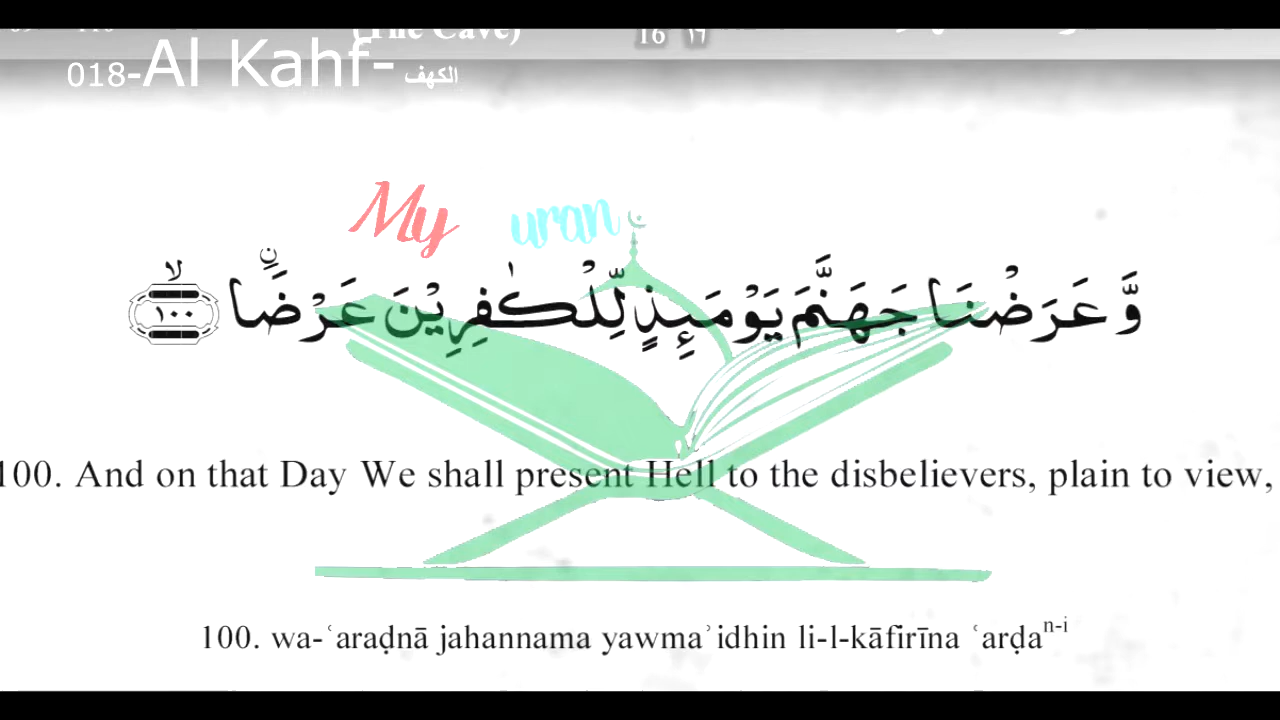 (The Cave)
16 ١٦
018-Al Kahf- الكهف
My uran
وَّ عَرَضْنَا جَهَنَّمَ يَوْمَئِذٍ لِّلْكٰفِرِيْنَ عَرْضَاۨ ۙ ١٠٠
100. And on that Day We shall present Hell to the disbelievers, plain to view,
100. wa-ʿaraḍnā jahannama yawmaʾidhin li-l-kāfirīna ʿarḍaⁿ⁻ⁱ